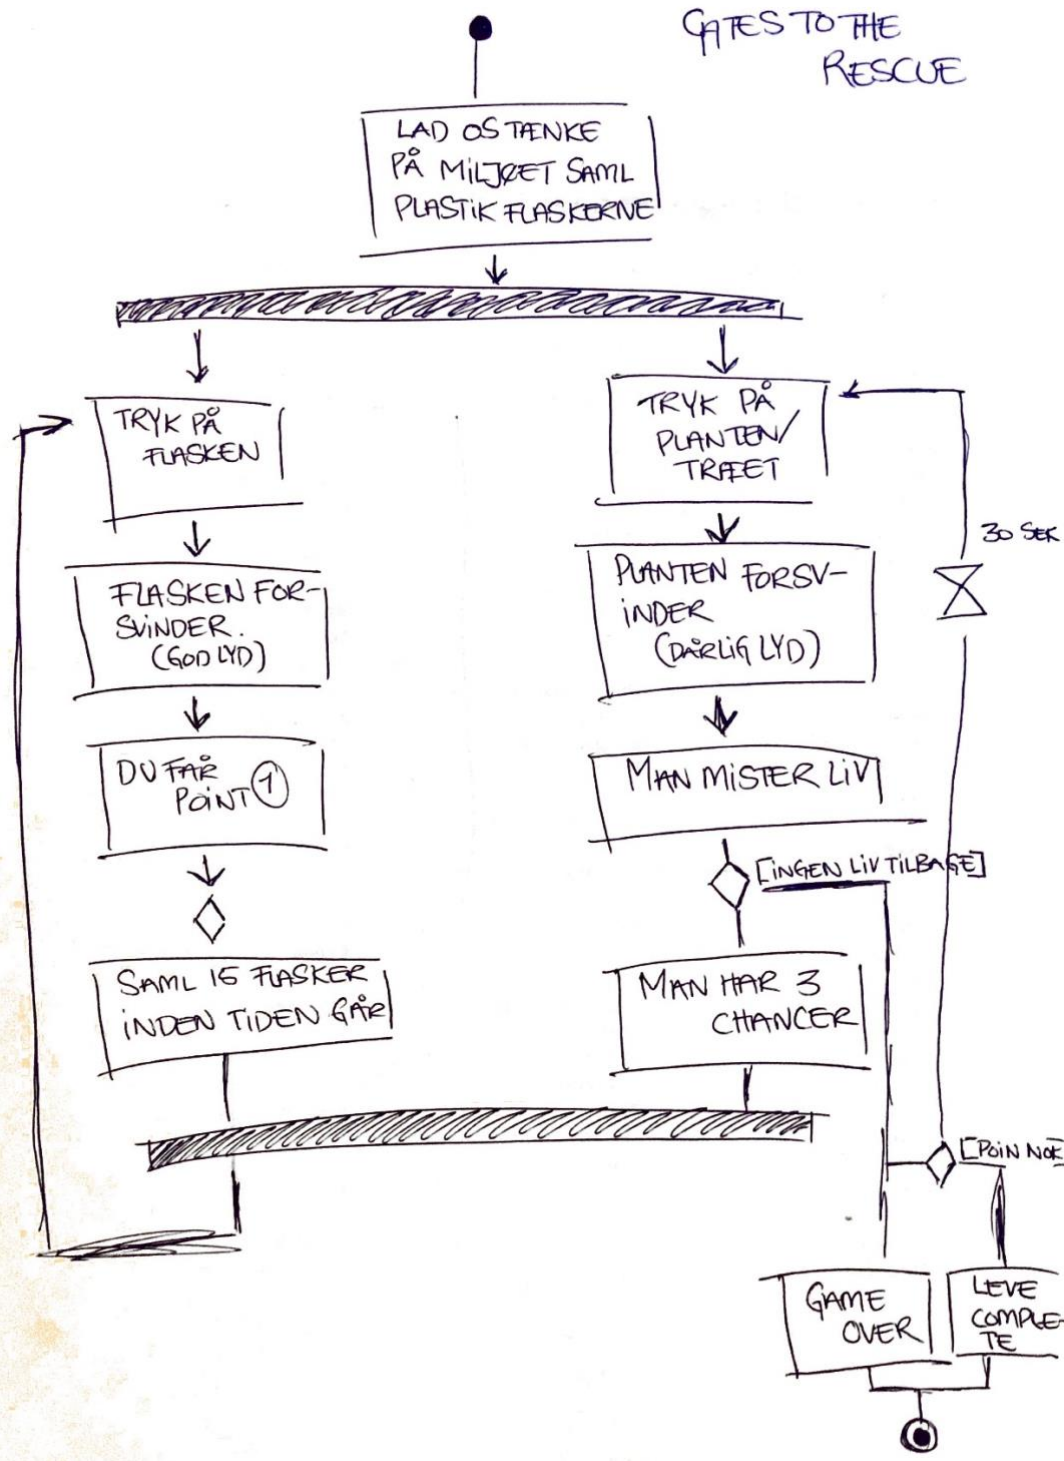 GATES TO THE
RESCUE
LAD OS TÆNKE
PÅ MILJØET SAML
PLASTIK FLASKERNE
TRYK PÅ
FLASKEN
FLASKEN FOR-
SVINDER.
(GOD LYD)
DU FÅR
POINT 1
SAML 15 FLASKER
INDEN TIDEN GÅR
TRYK PÅ
PLANTEN/
TRÆET
PLANTEN FORSV-
INDER
(DÅRLIG LYD)
MAN MISTER LIV
[INGEN LIV TILBAGE]
MAN HAR 3
CHANCER
30 SEK
[POIN NOK]
GAME
OVER
LEVE
COMPLE-
TE